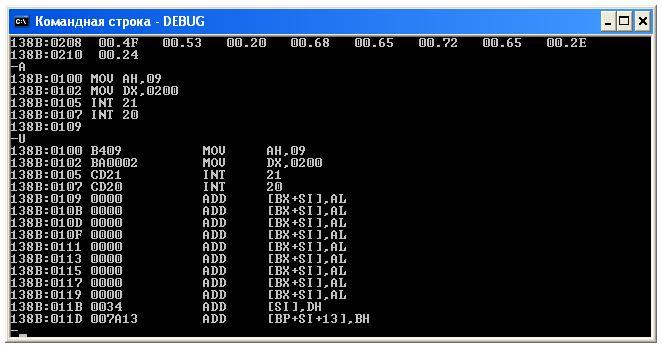 Командная строка - DEBUG
138B:0208 00.4F 00.53 00.20 00.68 00.65 00.72 00.65 00.2E
138B:0210 00.24
-A
138B:0100 MOV AH,09
138B:0102 MOV DX,0200
138B:0105 INT 21
138B:0107 INT 20
138B:0109
-U
138B:0100 B409 MOV AH,09
138B:0102 BA0002 MOV DX,0200
138B:0105 CD21 INT 21
138B:0107 CD20 INT 20
138B:0109 0000 ADD [BX+SI],AL
138B:010B 0000 ADD [BX+SI],AL
138B:010D 0000 ADD [BX+SI],AL
138B:010F 0000 ADD [BX+SI],AL
138B:0111 0000 ADD [BX+SI],AL
138B:0113 0000 ADD [BX+SI],AL
138B:0115 0000 ADD [BX+SI],AL
138B:0117 0000 ADD [BX+SI],AL
138B:0119 0000 ADD [BX+SI],AL
138B:011B 0034 ADD [SI],DH
138B:011D 007A13 ADD [BP+SI+13],BH
-_